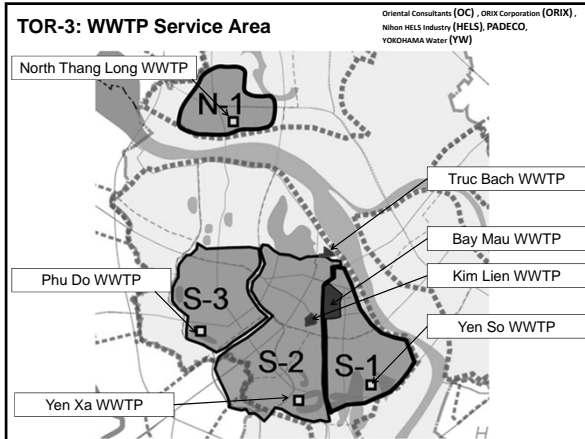 TOR-3: WWTP Service Area
Oriental Consultants (OC) , ORIX Corporation (ORIX) ,
Nihon HELS Industry (HELS), PADECO,
YOKOHAMA Water (YW)
North Thang Long WWTP
N-1
Truc Bach WWTP
Bay Mau WWTP
Kim Lien WWTP
Phu Do WWTP
S-3
Yen So WWTP
S-2
S-1
Yen Xa WWTP
H